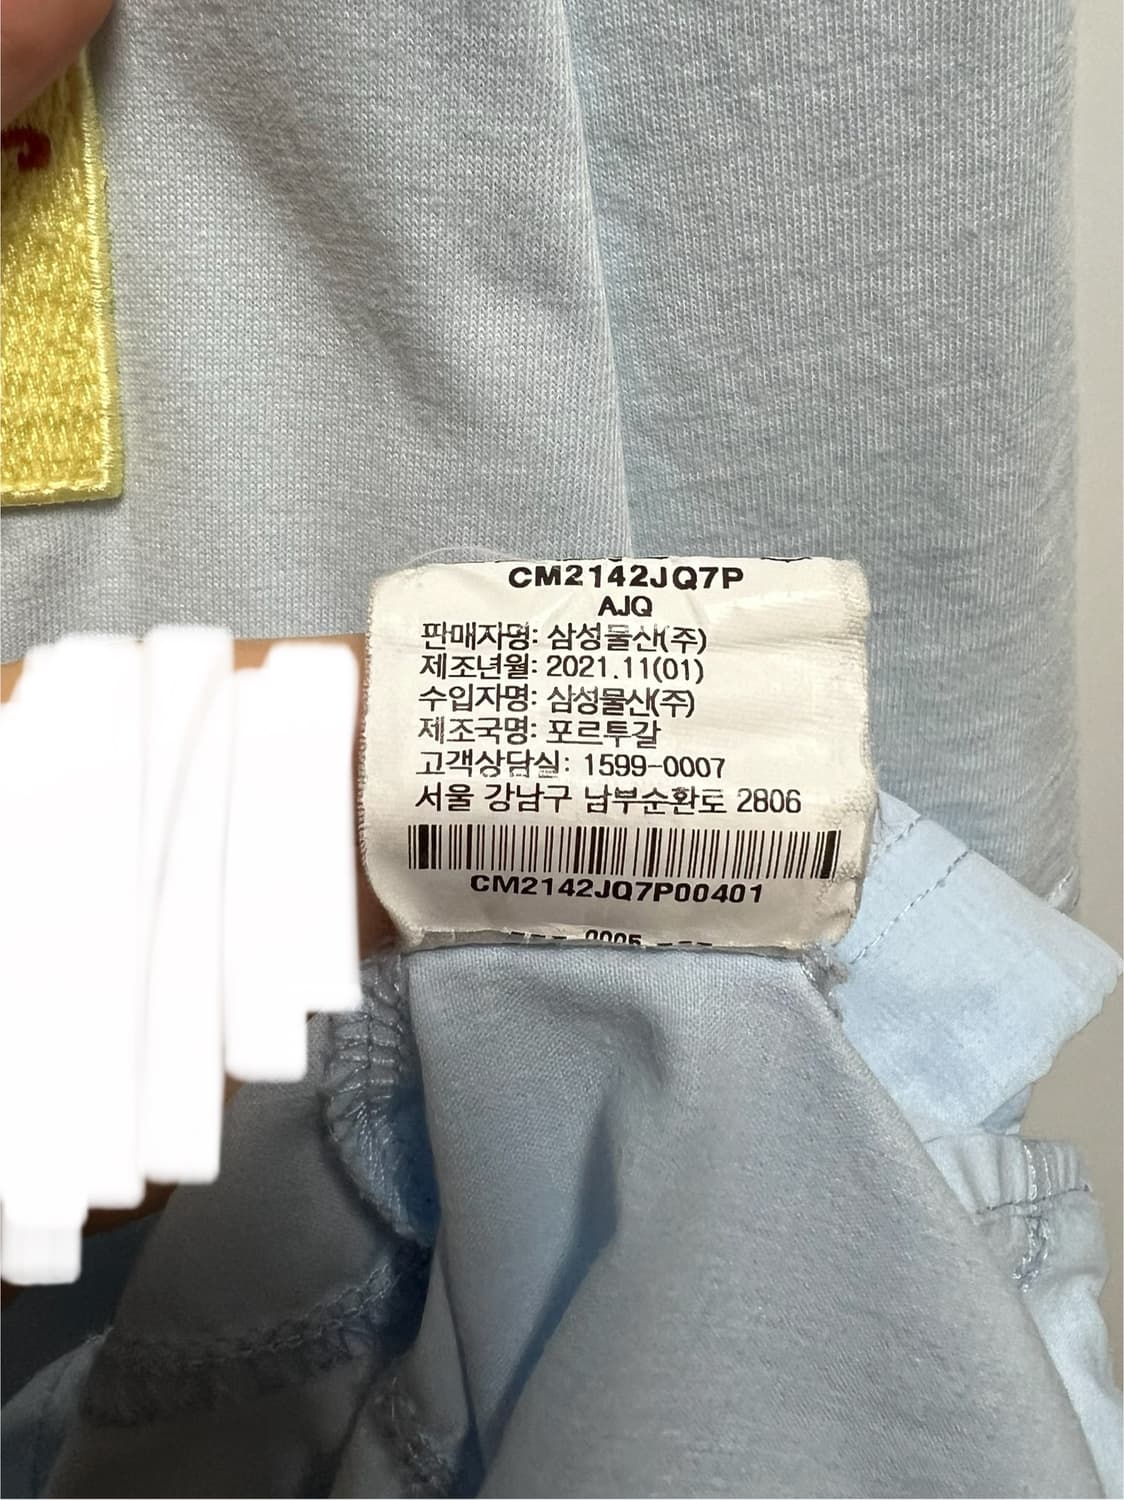 CM2142JQ7P
AJQ
판매자명: 삼성물산(주)
제조년월: 2021.11(01)
수입자명: 삼성물산(주)
제조국명: 포르투갈
고객상담실: 1599-0007
서울 강남구 남부순환로 2806
CM2142JQ7P00401